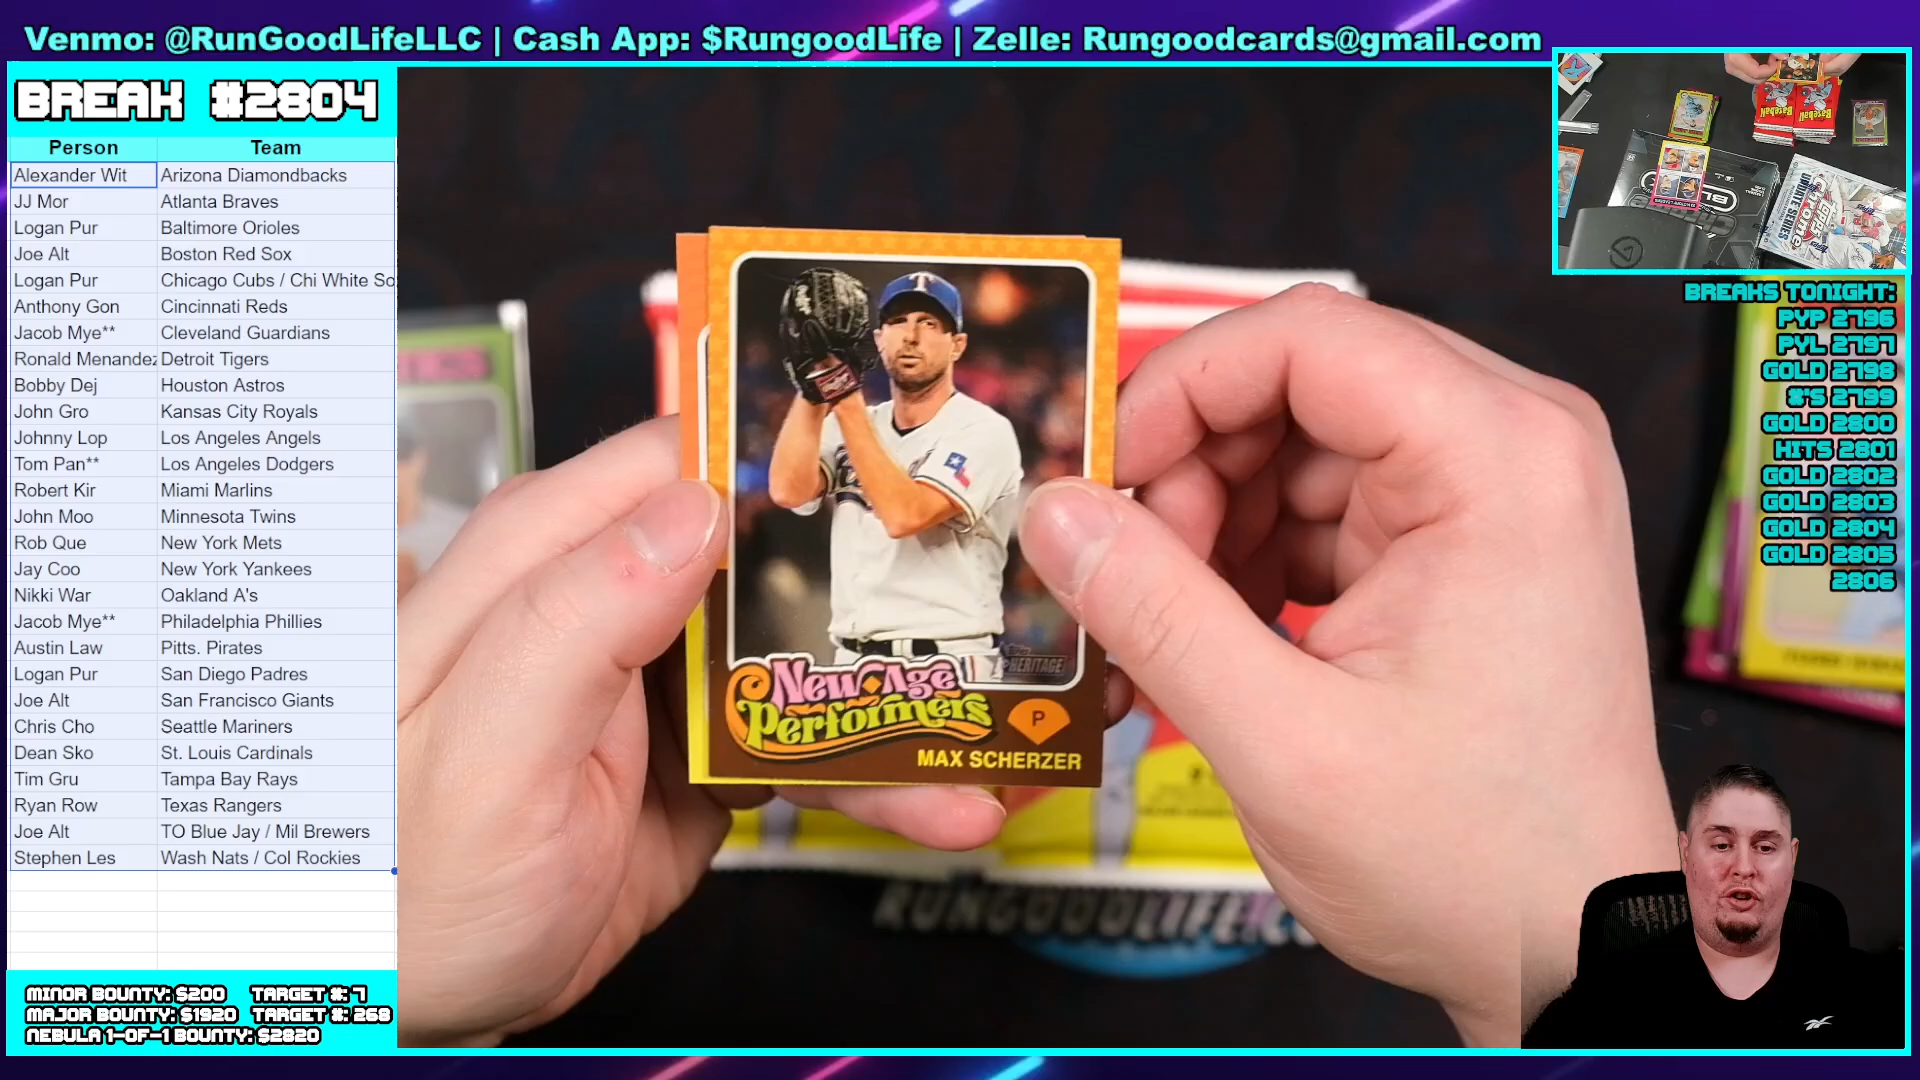 Venmo: @RunGoodLifeLLC | Cash App: $RungoodLife | Zelle: Rungoodcards@gmail.com
BREAK #2804
Person Team
Alexander Wit Arizona Diamondbacks
JJ Mor Atlanta Braves
Logan Pur Baltimore Orioles
Joe Alt Boston Red Sox
Logan Pur Chicago Cubs / Chi White So
Anthony Gon Cincinnati Reds
Jacob Mye** Cleveland Guardians
Ronald Menandez Detroit Tigers
Bobby Dej Houston Astros
John Gro Kansas City Royals
Johnny Lop Los Angeles Angels
Tom Pan** Los Angeles Dodgers
Robert Kir Miami Marlins
John Moo Minnesota Twins
Rob Que New York Mets
Jay Coo New York Yankees
Nikki War Oakland A's
Jacob Mye** Philadelphia Phillies
Austin Law Pitts. Pirates
Logan Pur San Diego Padres
Joe Alt San Francisco Giants
Chris Cho Seattle Mariners
Dean Sko St. Louis Cardinals
Tim Gru Tampa Bay Rays
Ryan Row Texas Rangers
Joe Alt TO Blue Jay / Mil Brewers
Stephen Les Wash Nats / Col Rockies
MINOR BOUNTY: $200 TARGET #: 7
MAJOR BOUNTY: $1920 TARGET #: 268
NEBULA 1-OF-1 BOUNTY: $2820
T
Topps
HERITAGE
New Age
Performers
P
MAX SCHERZER
RUNGOODLIFE.CO
Baseball
Baseball
Topps
Chrome
UPDATE SERIES
BREAKS TONIGHT:
PYP 2796
PYL 2797
GOLD 2798
#'S 2799
GOLD 2800
HITS 2801
GOLD 2802
GOLD 2803
GOLD 2804
GOLD 2805
2806